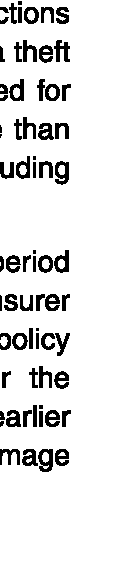 ctions
a theft
ed for
e than
uding

period
nsurer
policy
r the
earlier
mage